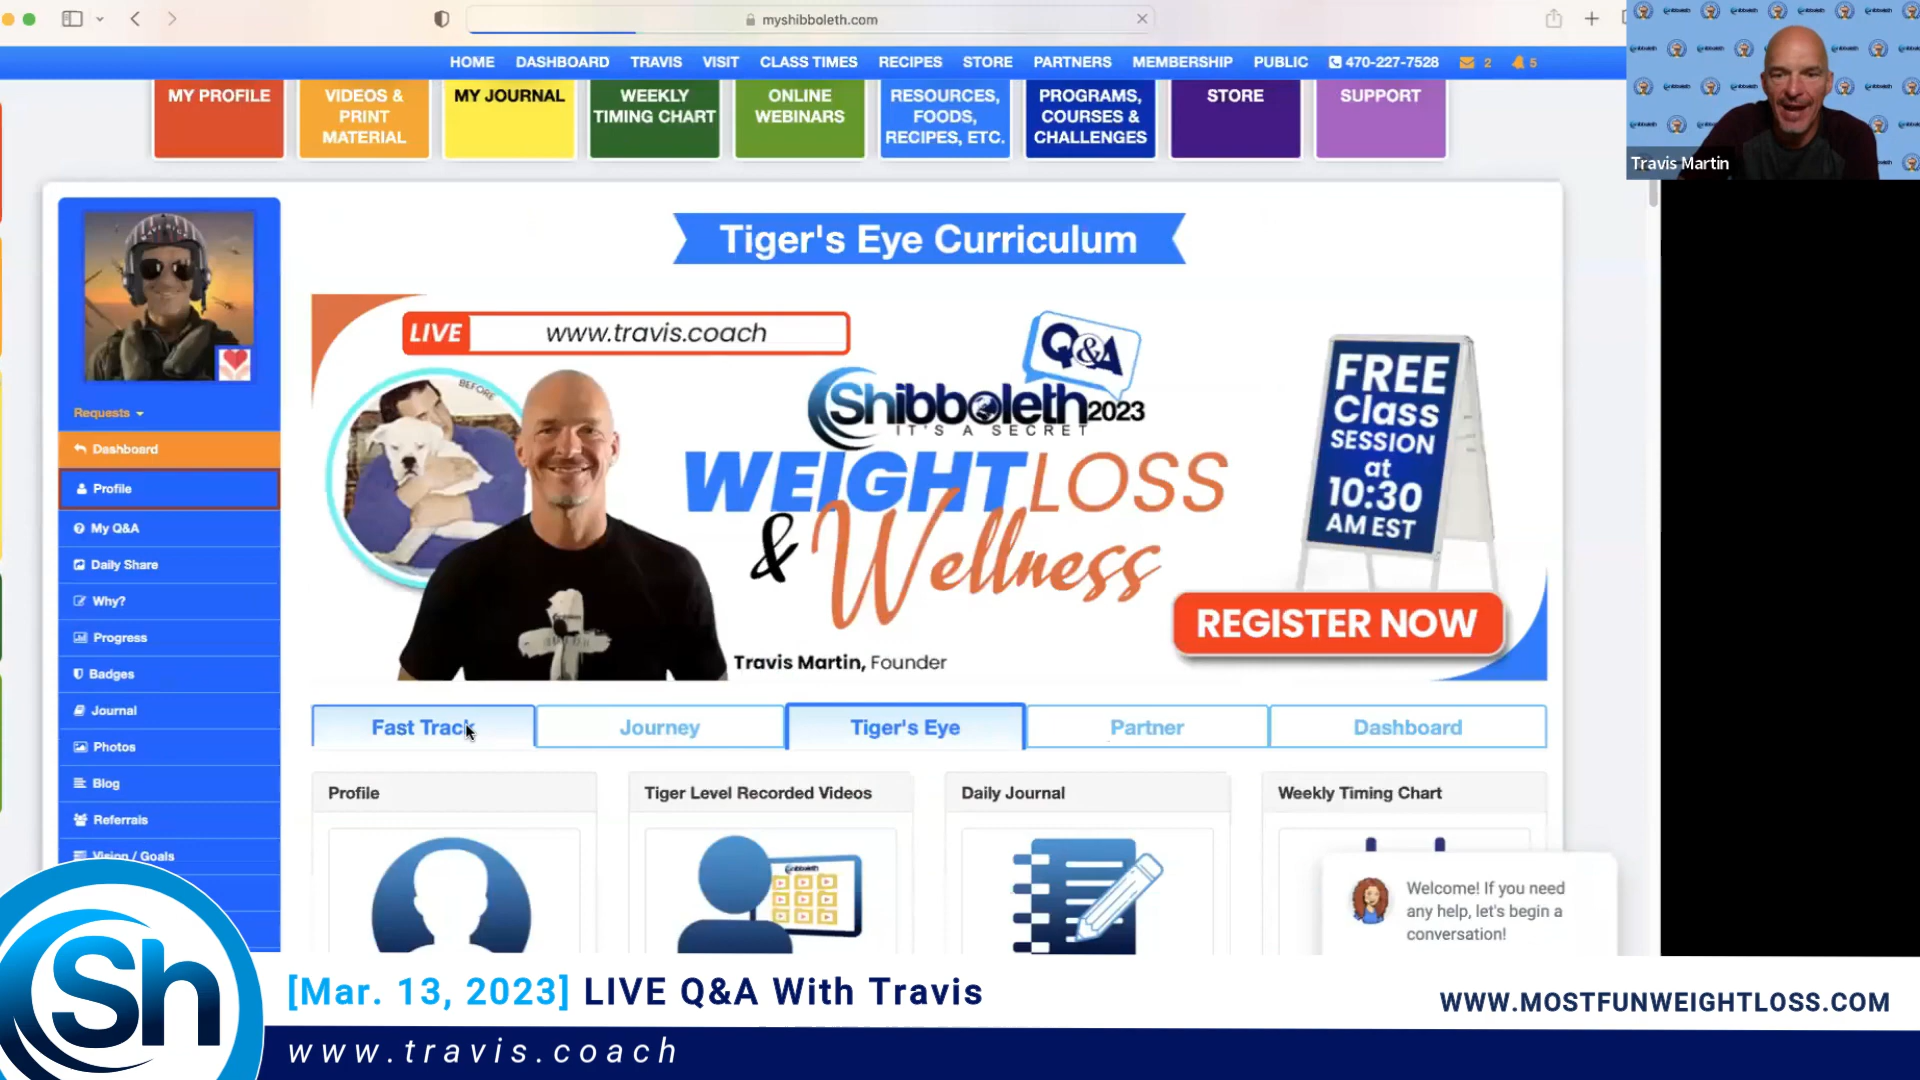 myshibboleth.com
HOME DASHBOARD TRAVIS VISIT CLASS TIMES RECIPES STORE PARTNERS MEMBERSHIP PUBLIC 470-227-7528 2 5
MY PROFILE
VIDEOS &
PRINT
MATERIAL
MY JOURNAL
WEEKLY
TIMING CHART
ONLINE
WEBINARS
RESOURCES,
FOODS,
RECIPES, ETC.
PROGRAMS,
COURSES &
CHALLENGES
STORE
SUPPORT
Travis Martin
Tiger's Eye Curriculum
LIVE www.travis.coach
BEFORE
Q&A
Shibboleth 2023
IT'S A SECRET
WEIGHT LOSS
& Wellness
Travis Martin, Founder
FREE
Class
SESSION
at
10:30
AM EST
REGISTER NOW
Requests
Dashboard
Profile
My Q&A
Daily Share
Why?
Progress
Badges
Journal
Photos
Blog
Referrals
Vision / Goals
Fast Track Journey Tiger's Eye Partner Dashboard
Profile
Tiger Level Recorded Videos
Daily Journal
Weekly Timing Chart
Shibboleth
Welcome! If you need
any help, let's begin a
conversation!
Sh
[Mar. 13, 2023] LIVE Q&A With Travis
WWW.MOSTFUNWEIGHTLOSS.COM
www.travis.coach